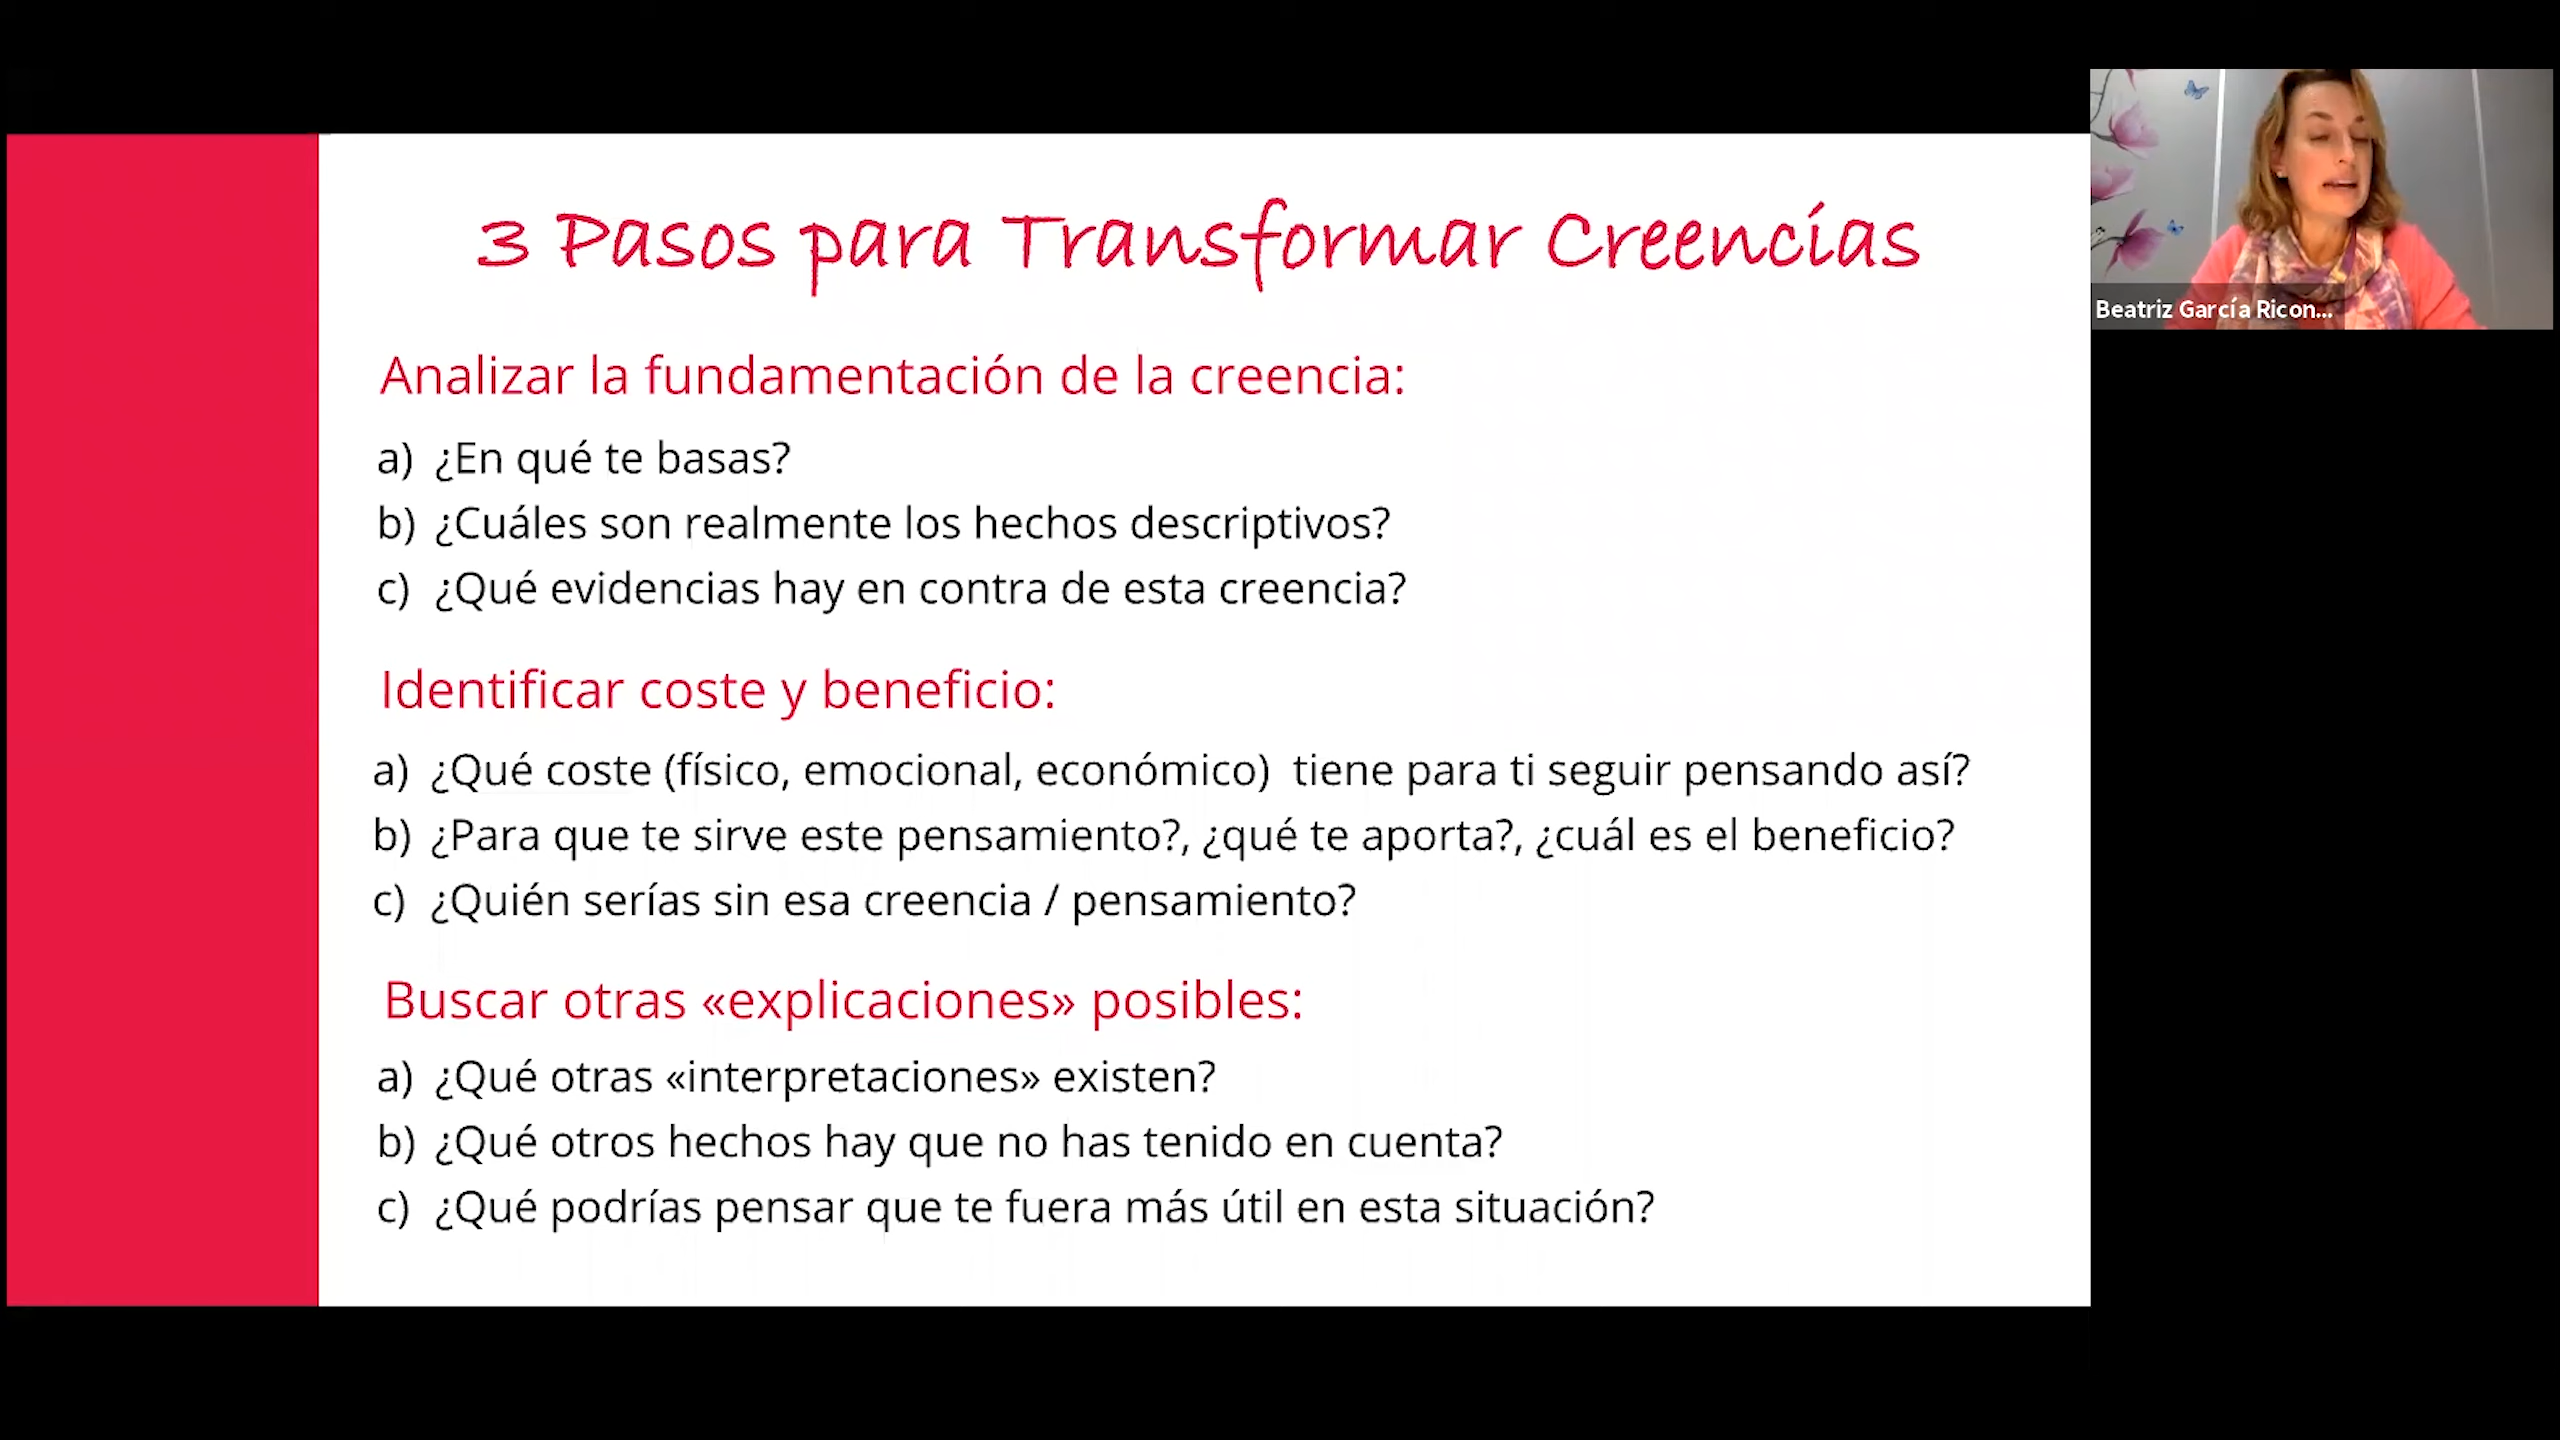 3 Pasos para Transformar Creencias
Beatriz García Ricon...
Analizar la fundamentación de la creencia:
a) ¿En qué te basas?
b) ¿Cuáles son realmente los hechos descriptivos?
c) ¿Qué evidencias hay en contra de esta creencia?
Identificar coste y beneficio:
a) ¿Qué coste (físico, emocional, económico) tiene para ti seguir pensando así?
b) ¿Para que te sirve este pensamiento?, ¿qué te aporta?, ¿cuál es el beneficio?
c) ¿Quién serías sin esa creencia / pensamiento?
Buscar otras «explicaciones» posibles:
a) ¿Qué otras «interpretaciones» existen?
b) ¿Qué otros hechos hay que no has tenido en cuenta?
c) ¿Qué podrías pensar que te fuera más útil en esta situación?